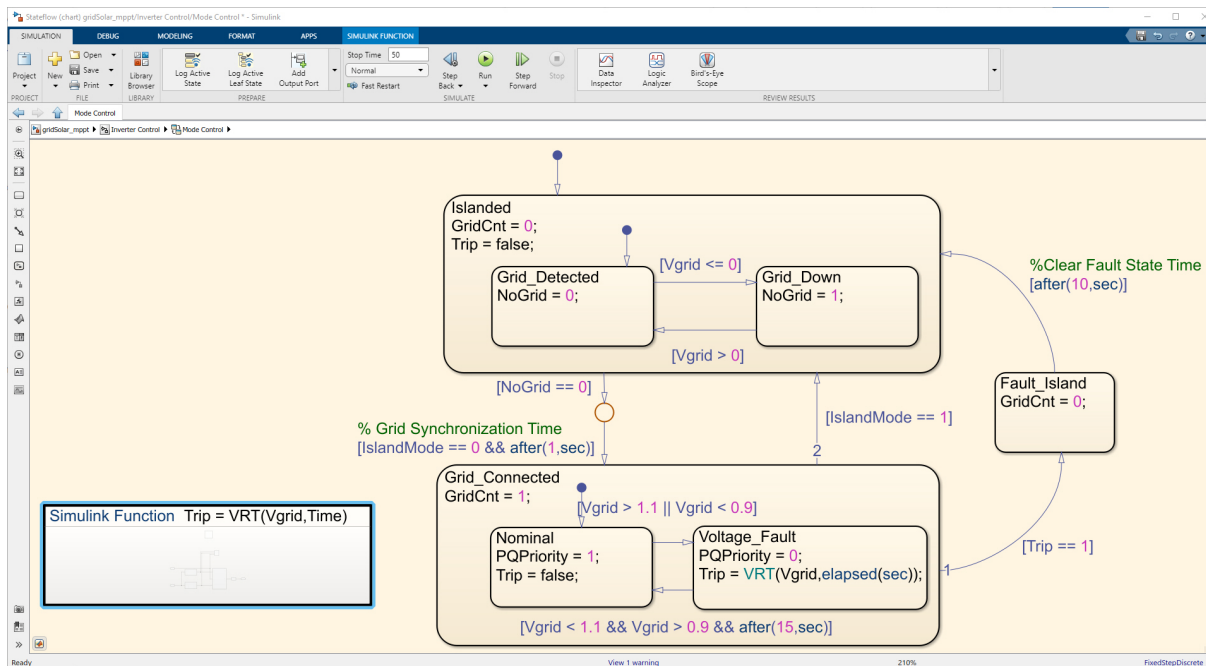 Stateflow (chart) gridSolar_mppt/Inverter Control/Mode Control * - Simulink
SIMULATION DEBUG MODELING FORMAT APPS SIMULINK FUNCTION
Project
New
Open
Save
Print
Library Browser
Log Active State
Log Active Leaf State
Add Output Port
Stop Time 50
Normal
Fast Restart
Step Back
Run
Step Forward
Stop
Data Inspector
Logic Analyzer
Bird's-Eye Scope
PROJECT FILE LIBRARY PREPARE SIMULATE REVIEW RESULTS
Mode Control
gridSolar_mppt Inverter Control Mode Control
Islanded
GridCnt = 0;
Trip = false;
Grid_Detected
NoGrid = 0;
[Vgrid <= 0]
Grid_Down
NoGrid = 1;
[Vgrid > 0]
%Clear Fault State Time
[after(10,sec)]
[NoGrid == 0]
Fault_Island
GridCnt = 0;
[IslandMode == 1]
% Grid Synchronization Time
[IslandMode == 0 && after(1,sec)]
2
Grid_Connected
GridCnt = 1;
[Vgrid > 1.1 || Vgrid < 0.9]
Simulink Function Trip = VRT(Vgrid,Time)
Nominal
PQPriority = 1;
Trip = false;
Voltage_Fault
PQPriority = 0;
Trip = VRT(Vgrid,elapsed(sec));
1
[Trip == 1]
[Vgrid < 1.1 && Vgrid > 0.9 && after(15,sec)]
Ready View 1 warning 210% FixedStepDiscrete